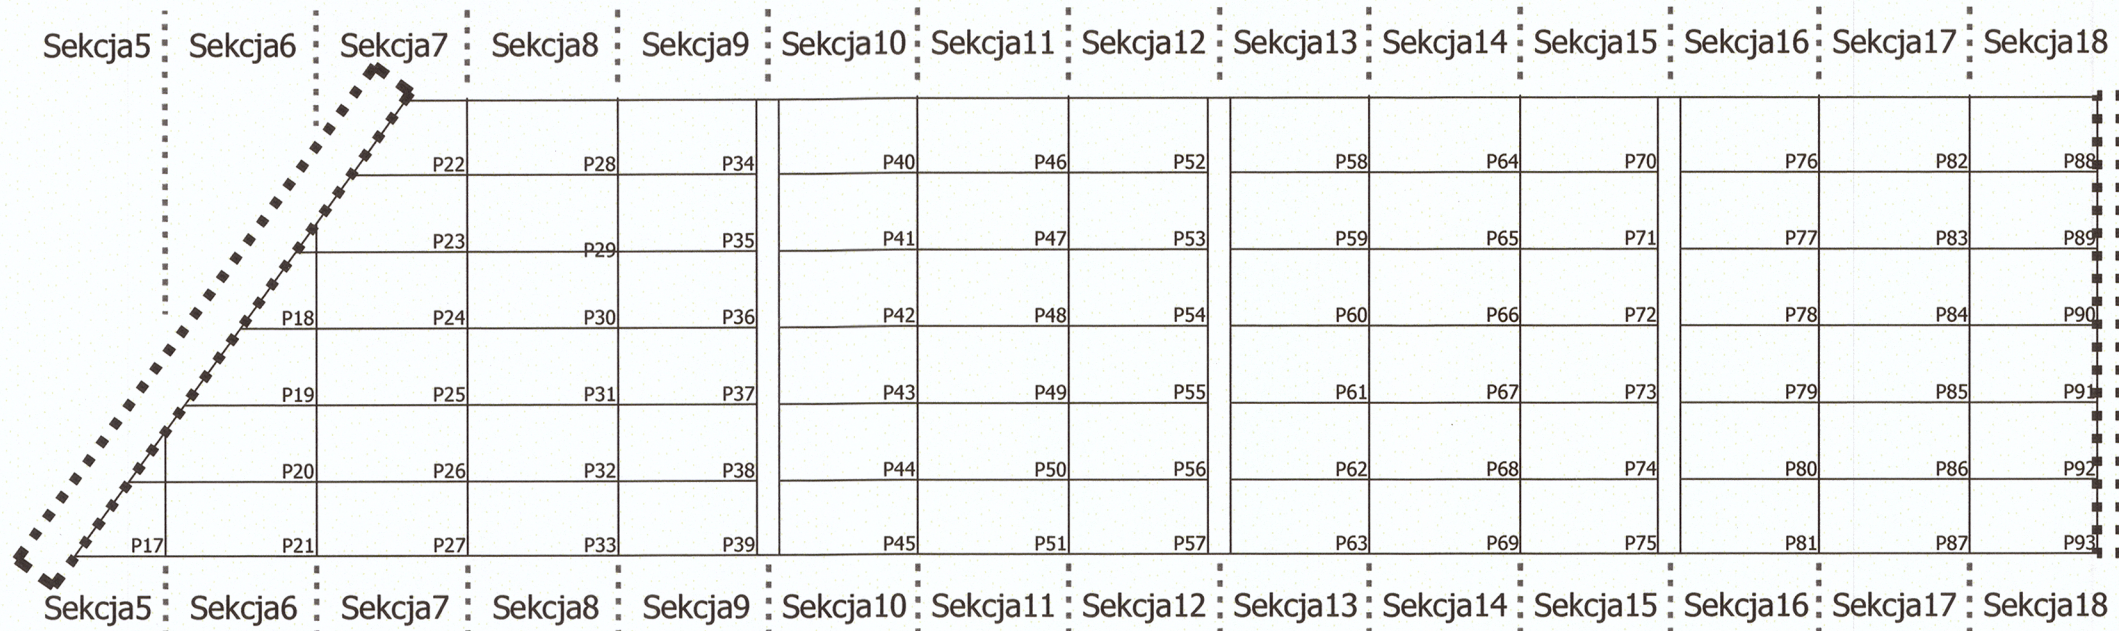 Sekcja5 Sekcja6 Sekcja7 Sekcja8 Sekcja9 Sekcja10 Sekcja11 Sekcja12 Sekcja13 Sekcja14 Sekcja15 Sekcja16 Sekcja17 Sekcja18
P22 P28 P34 P40 P46 P52 P58 P64 P70 P76 P82 P88
P23 P29 P35 P41 P47 P53 P59 P65 P71 P77 P83 P89
P18 P24 P30 P36 P42 P48 P54 P60 P66 P72 P78 P84 P90
P19 P25 P31 P37 P43 P49 P55 P61 P67 P73 P79 P85 P91
P20 P26 P32 P38 P44 P50 P56 P62 P68 P74 P80 P86 P92
P17 P21 P27 P33 P39 P45 P51 P57 P63 P69 P75 P81 P87 P93
Sekcja5 Sekcja6 Sekcja7 Sekcja8 Sekcja9 Sekcja10 Sekcja11 Sekcja12 Sekcja13 Sekcja14 Sekcja15 Sekcja16 Sekcja17 Sekcja18